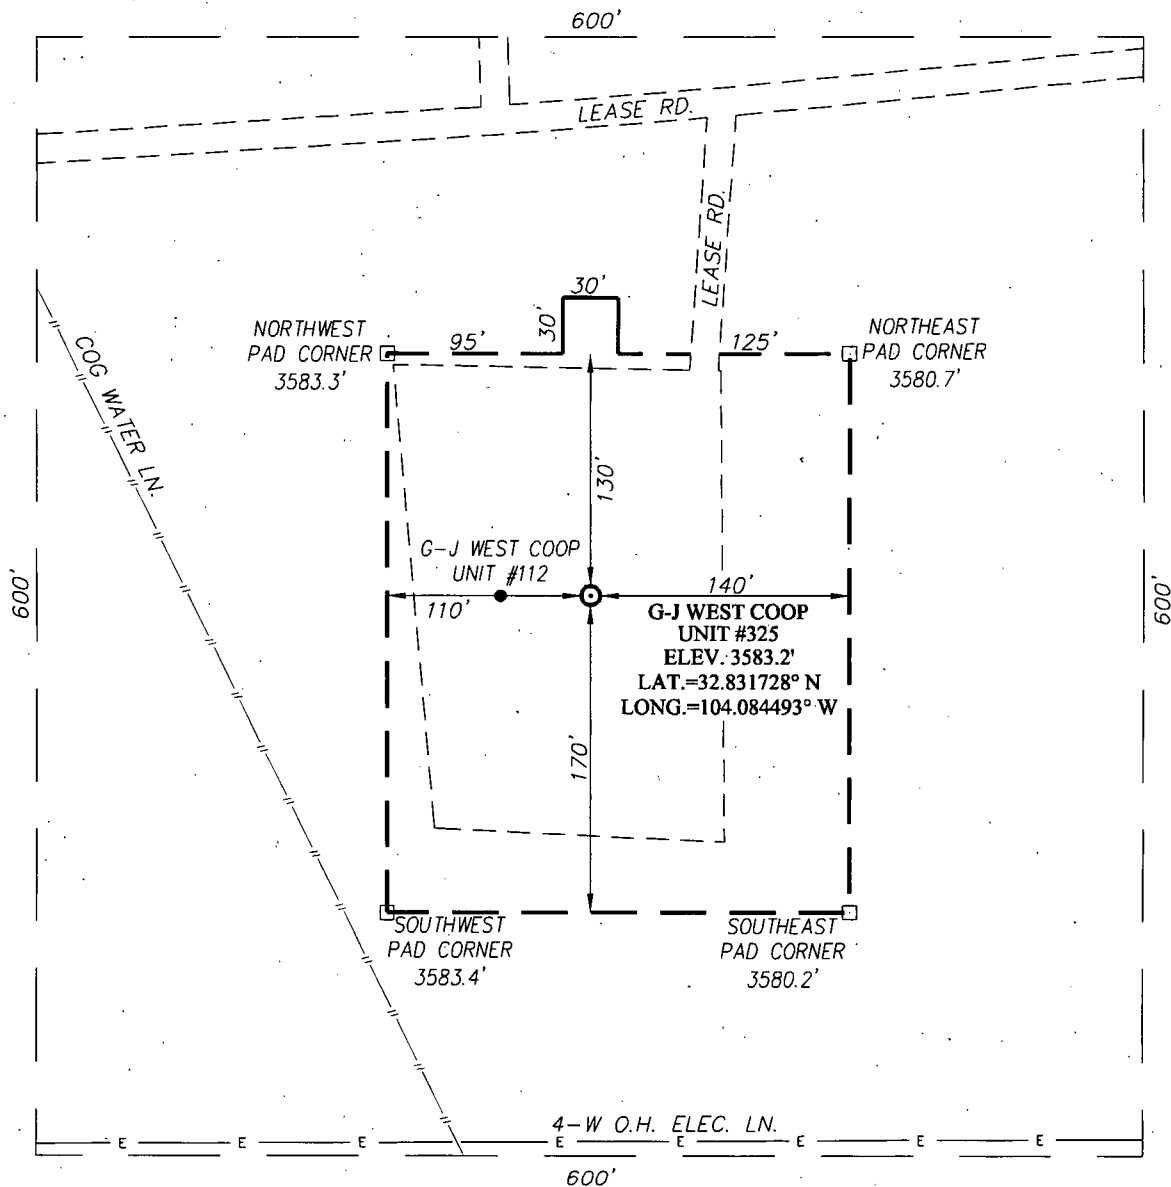 600'
LEASE RD.
LEASE RD.
30'
30'
95'
125'
NORTHWEST
PAD CORNER
3583.3'
NORTHEAST
PAD CORNER
3580.7'
COG WATER LN.
130'
G-J WEST COOP
UNIT #112
110'
140'
600'
600'
G-J WEST COOP
UNIT #325
ELEV. 3583.2'
LAT.=32.831728° N
LONG.=104.084493° W
170'
SOUTHWEST
PAD CORNER
3583.4'
SOUTHEAST
PAD CORNER
3580.2'
4-W O.H. ELEC. LN.
E E E E E E E E
600'